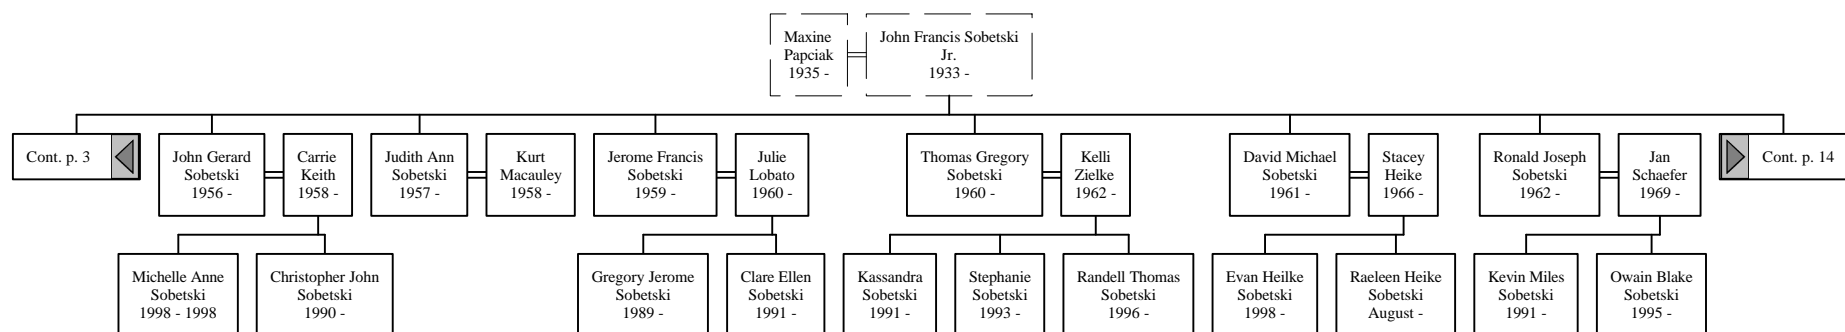 Maxine
Papciak
1935 -
John Francis Sobetski
Jr.
1933 -
Cont. p. 3
John Gerard
Sobetski
1956 -
Carrie
Keith
1958 -
Judith Ann
Sobetski
1957 -
Kurt
Macauley
1958 -
Jerome Francis
Sobetski
1959 -
Julie
Lobato
1960 -
Thomas Gregory
Sobetski
1960 -
Kelli
Zielke
1962 -
David Michael
Sobetski
1961 -
Stacey
Heike
1966 -
Ronald Joseph
Sobetski
1962 -
Jan
Schaefer
1969 -
Cont. p. 14
Michelle Anne
Sobetski
1998 - 1998
Christopher John
Sobetski
1990 -
Gregory Jerome
Sobetski
1989 -
Clare Ellen
Sobetski
1991 -
Kassandra
Sobetski
1991 -
Stephanie
Sobetski
1993 -
Randell Thomas
Sobetski
1996 -
Evan Heilke
Sobetski
1998 -
Raeleen Heike
Sobetski
August -
Kevin Miles
Sobetski
1991 -
Owain Blake
Sobetski
1995 -